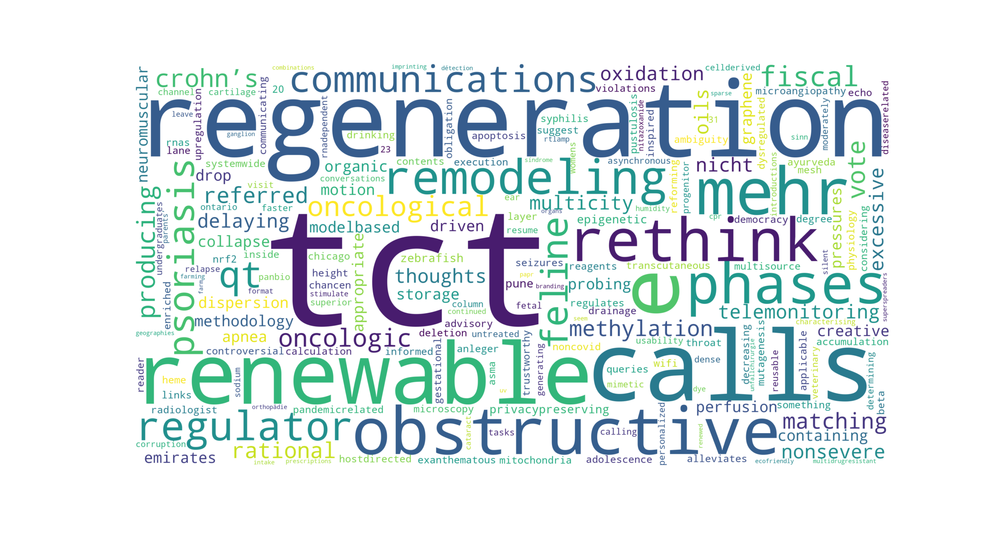 combinations
imprinting
détection
crohn’s
communications
oxidation
cellderived
fiscal
neuromuscular
channel
cartilage
20
communicating
violations
graphene
microangiopathy
echo
regeneration
leave
upregulation
rnadependent
obligation
syphilis
pustulosis
nitazoxanide
inspired
oils
sparse
31
dysregulated
moderately
diseaserelated
ganglion
drinking
apoptosis
suggest
rtlamp
ambiguity
sinn
rnas
lane
23
systemwide
organic
contents
execution
síndrome
womens
asynchronous
nicht
ayurveda
mesh
vote
psoriasis
drop
conversations
remodeling
reforming
progenitor
mehr
introductions
excessive
producing
visit
referred
motion
ear
multicity
humidity
undergraduates
parents’
ontario
faster
oncological
organs
layer
epigenetic
cpr
democracy
degree
pressures
physiology
considering
delaying
modelbased
driven
resume
feline
rethink
collapse
tct
nrf2
inside
chicago
appropriate
zebrafish
seizures
reagents
transcutaneous
multisource
silent
relapse
qt
farming
farm
panbio
height
chancen
thoughts
papr
pune
branding
probing
e
phases
superspreaders
enriched
format
stimulate
storage
dispersion
superior
column
continued
fetal
regulates
drainage
telemonitoring
methodology
advisory
seem
characterising
geographies
apnea
oncologic
deletion
untreated
methylation
creative
controversial
calculation
informed
gestational
anleger
trustworthy
noncovid
usability
throat
decreasing
unfallchirurgie
mutagenesis
applicable
accumulation
reader
renewable
calls
heme
sodium
asma
generating
queries
wifi
dense
reusable
veterinary
determining
links
uv
mimetic
dye
radiologist
orthopädie
pandemicrelated
microscopy
privacypreserving
personalized
perfusion
something
beta
regulator
obstructive
cataract
tasks
calling
renewed
matching
containing
corruption
rational
nonsevere
emirates
intake
prescriptions
hostdirected
exanthematous
mitochondria
adolescence
alleviates
ecofriendly
multidrugresistant